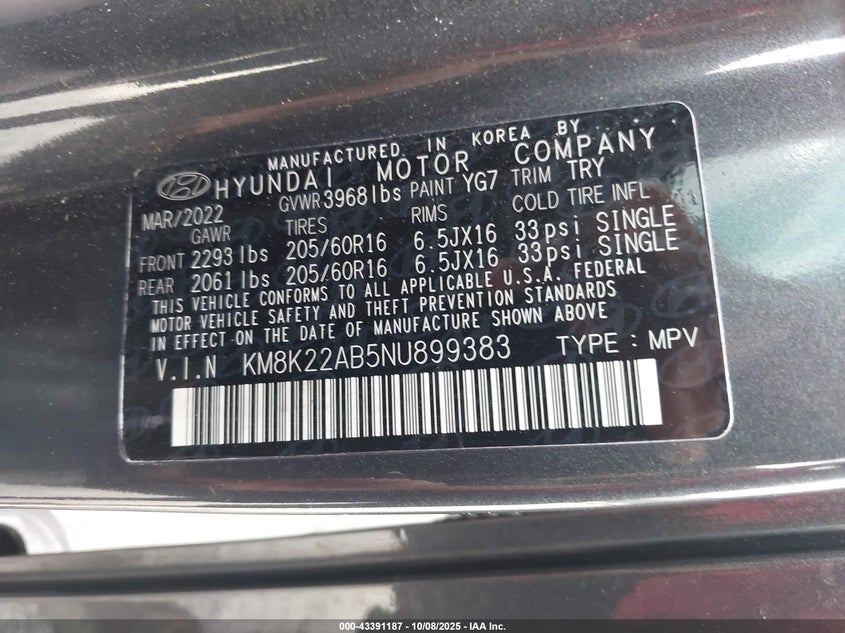 MANUFACTURED IN KOREA BY
HYUNDAI MOTOR COMPANY
MAR/2022 GVWR 3968 lbs PAINT YG7 TRIM TRY
GAWR TIRES RIMS COLD TIRE INFL
FRONT 2293 lbs 205/60R16 6.5JX16 33psi SINGLE
REAR 2061 lbs 205/60R16 6.5JX16 33psi SINGLE
THIS VEHICLE CONFORMS TO ALL APPLICABLE U.S.A. FEDERAL
MOTOR VEHICLE SAFETY AND THEFT PREVENTION STANDARDS
IN EFFECT ON THE DATE OF MANUFACTURE SHOWN ABOVE
V.I.N KM8K22AB5NU899383 TYPE : MPV
000-43391187 - 10/08/2025 - IAA Inc.